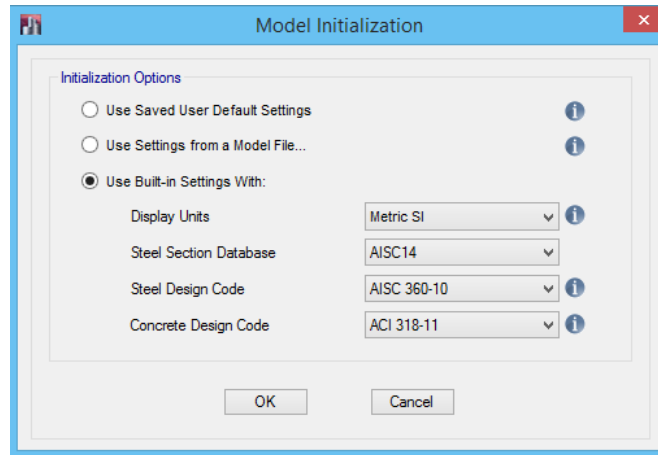 Model Initialization
Initialization Options
Use Saved User Default Settings
Use Settings from a Model File...
Use Built-in Settings With:
Display Units Metric SI
Steel Section Database AISC14
Steel Design Code AISC 360-10
Concrete Design Code ACI 318-11
OK Cancel